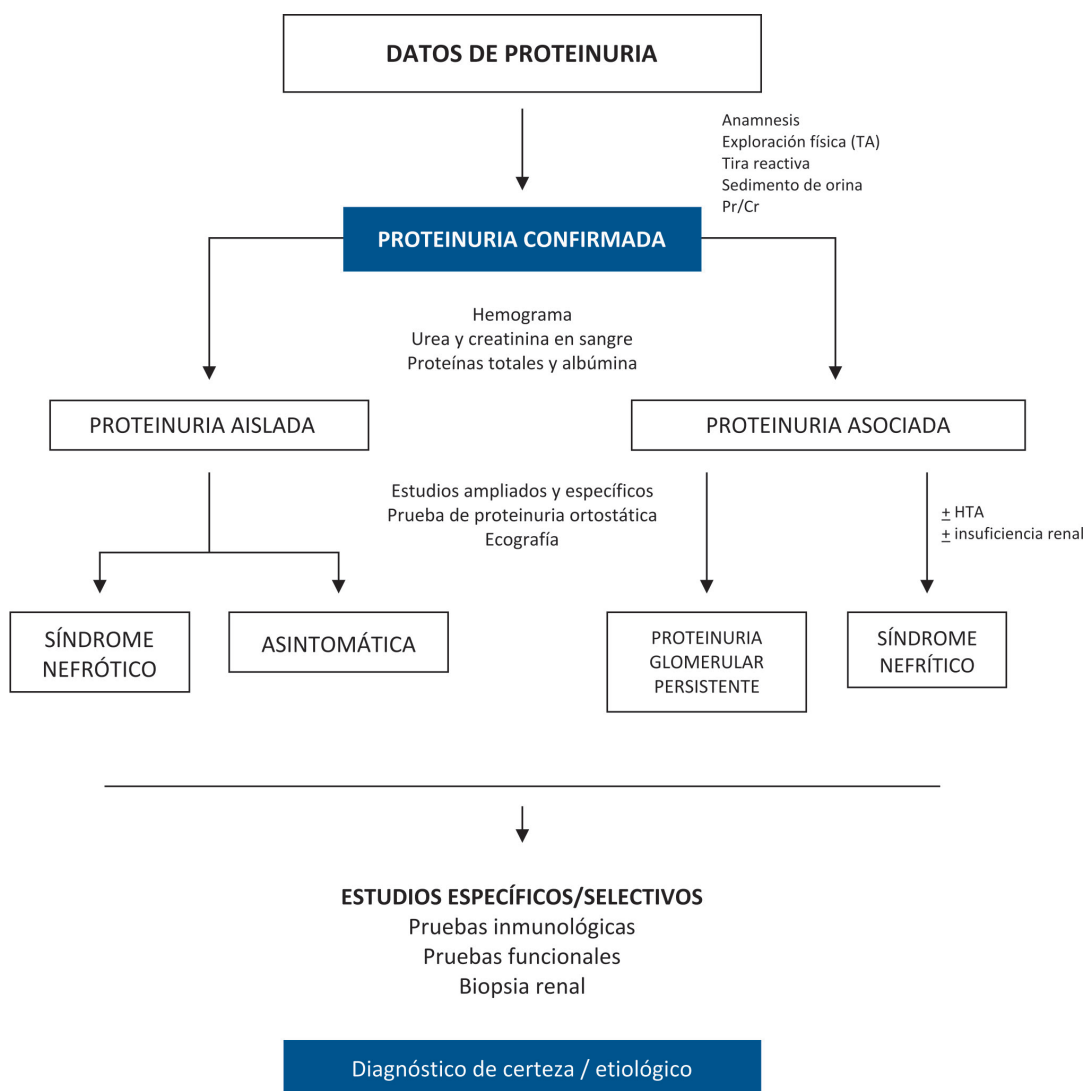 DATOS DE PROTEINURIA
Anamnesis
Exploración física (TA)
Tira reactiva
Sedimento de orina
Pr/Cr
PROTEINURIA CONFIRMADA
Hemograma
Urea y creatinina en sangre
Proteínas totales y albúmina
PROTEINURIA AISLADA
PROTEINURIA ASOCIADA
Estudios ampliados y específicos
Prueba de proteinuria ortostática
Ecografía
± HTA
± insuficiencia renal
SÍNDROME
NEFRÓTICO
ASINTOMÁTICA
PROTEINURIA
GLOMERULAR
PERSISTENTE
SÍNDROME
NEFRÍTICO
ESTUDIOS ESPECÍFICOS/SELECTIVOS
Pruebas inmunológicas
Pruebas funcionales
Biopsia renal
Diagnóstico de certeza / etiológico